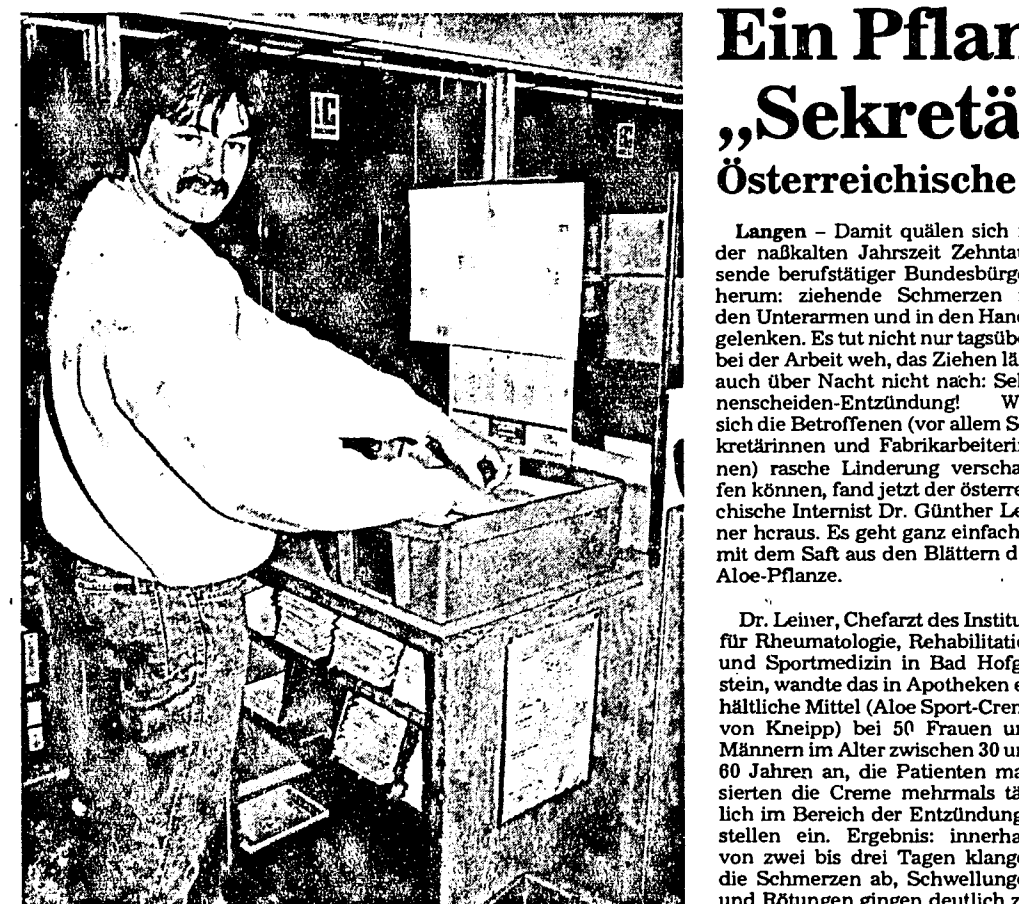 IC
Ein Pflan
„Sekretä
Österreichische
Langen – Damit quälen sich
der naßkalten Jahrszeit Zehntau
sende berufstätiger Bundesbürge
herum: ziehende Schmerzen
den Unterarmen und in den Hand
gelenken. Es tut nicht nur tagsübe
bei der Arbeit weh, das Ziehen lä
auch über Nacht nicht nach: Seh
nenscheiden-Entzündung! W
sich die Betroffenen (vor allem S
kretärinnen und Fabrikarbeiteri
nen) rasche Linderung verscha
fen können, fand jetzt der österre
chische Internist Dr. Günther Le
ner heraus. Es geht ganz einfach
mit dem Saft aus den Blättern d
Aloe-Pflanze.
Dr. Leiner, Chefarzt des Institu
für Rheumatologie, Rehabilitatio
und Sportmedizin in Bad Hofg
stein, wandte das in Apotheken e
hältliche Mittel (Aloe Sport-Crem
von Kneipp) bei 50 Frauen un
Männern im Alter zwischen 30 un
60 Jahren an, die Patienten ma
sierten die Creme mehrmals tä
lich im Bereich der Entzündung
stellen ein. Ergebnis: innerha
von zwei bis drei Tagen klange
die Schmerzen ab, Schwellunge
und Rötungen gingen deutlich z